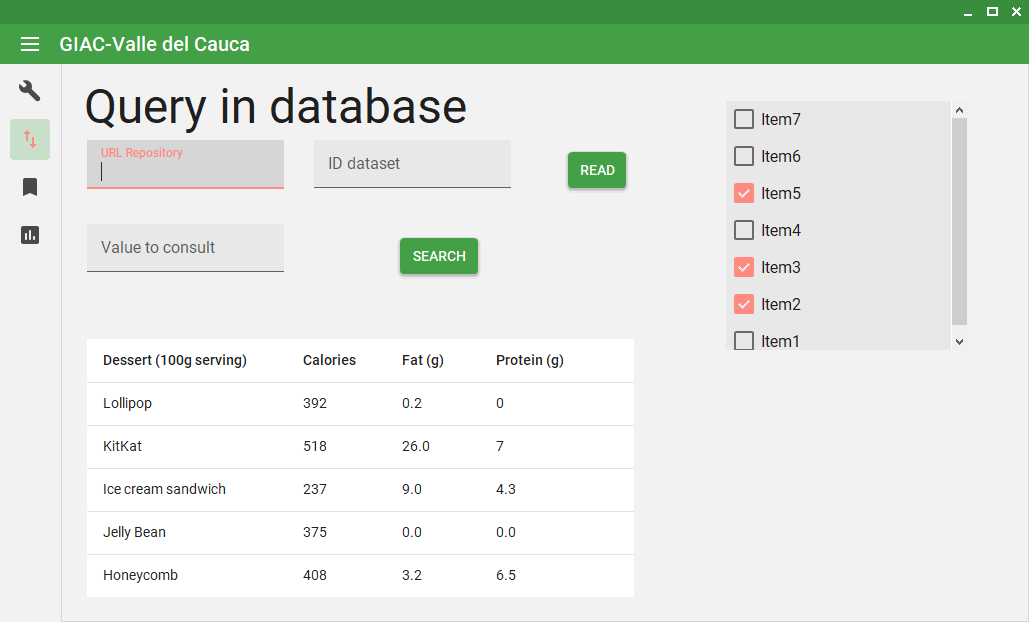 GIAC-Valle del Cauca
Query in database
URL Repository
ID dataset
READ
Value to consult
SEARCH
Item7
Item6
Item5
Item4
Item3
Item2
Item1
Dessert (100g serving) Calories Fat (g) Protein (g)
Lollipop 392 0.2 0
KitKat 518 26.0 7
Ice cream sandwich 237 9.0 4.3
Jelly Bean 375 0.0 0.0
Honeycomb 408 3.2 6.5